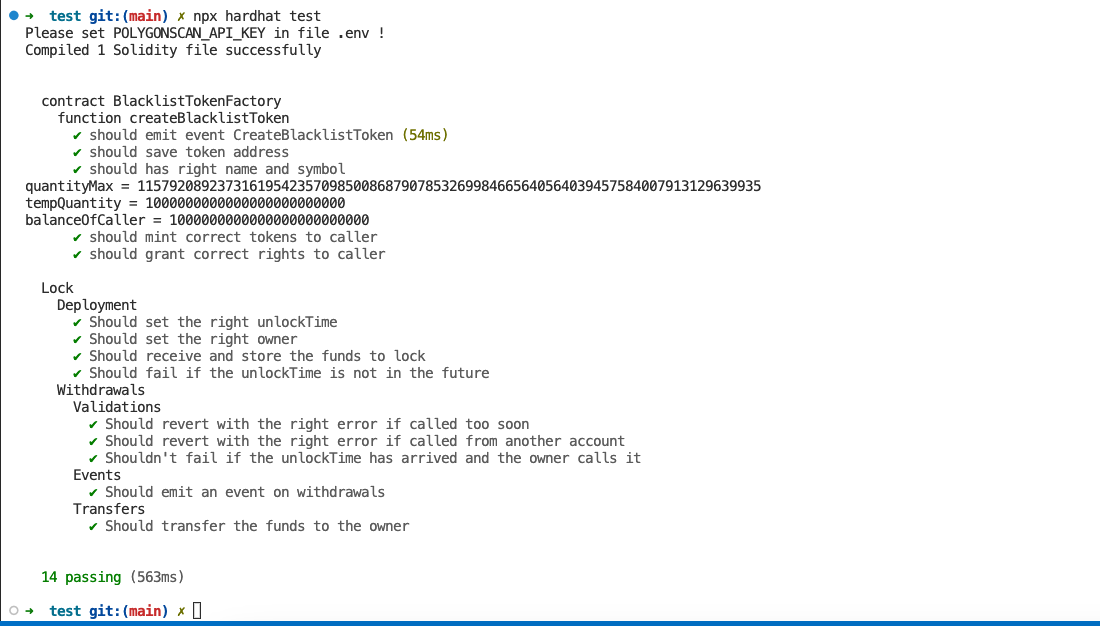 ➜ test git:(main) ✗ npx hardhat test
Please set POLYGONSCAN_API_KEY in file .env !
Compiled 1 Solidity file successfully
contract BlacklistTokenFactory
function createBlacklistToken
✔ should emit event CreateBlacklistToken (54ms)
✔ should save token address
✔ should has right name and symbol
quantityMax = 115792089237316195423570985008687907853269984665640564039457584007913129639935
tempQuantity = 1000000000000000000000000
balanceOfCaller = 1000000000000000000000000
✔ should mint correct tokens to caller
✔ should grant correct rights to caller
Lock
Deployment
✔ Should set the right unlockTime
✔ Should set the right owner
✔ Should receive and store the funds to lock
✔ Should fail if the unlockTime is not in the future
Withdrawals
Validations
✔ Should revert with the right error if called too soon
✔ Should revert with the right error if called from another account
✔ Shouldn't fail if the unlockTime has arrived and the owner calls it
Events
✔ Should emit an event on withdrawals
Transfers
✔ Should transfer the funds to the owner
14 passing (563ms)
➜ test git:(main) ✗